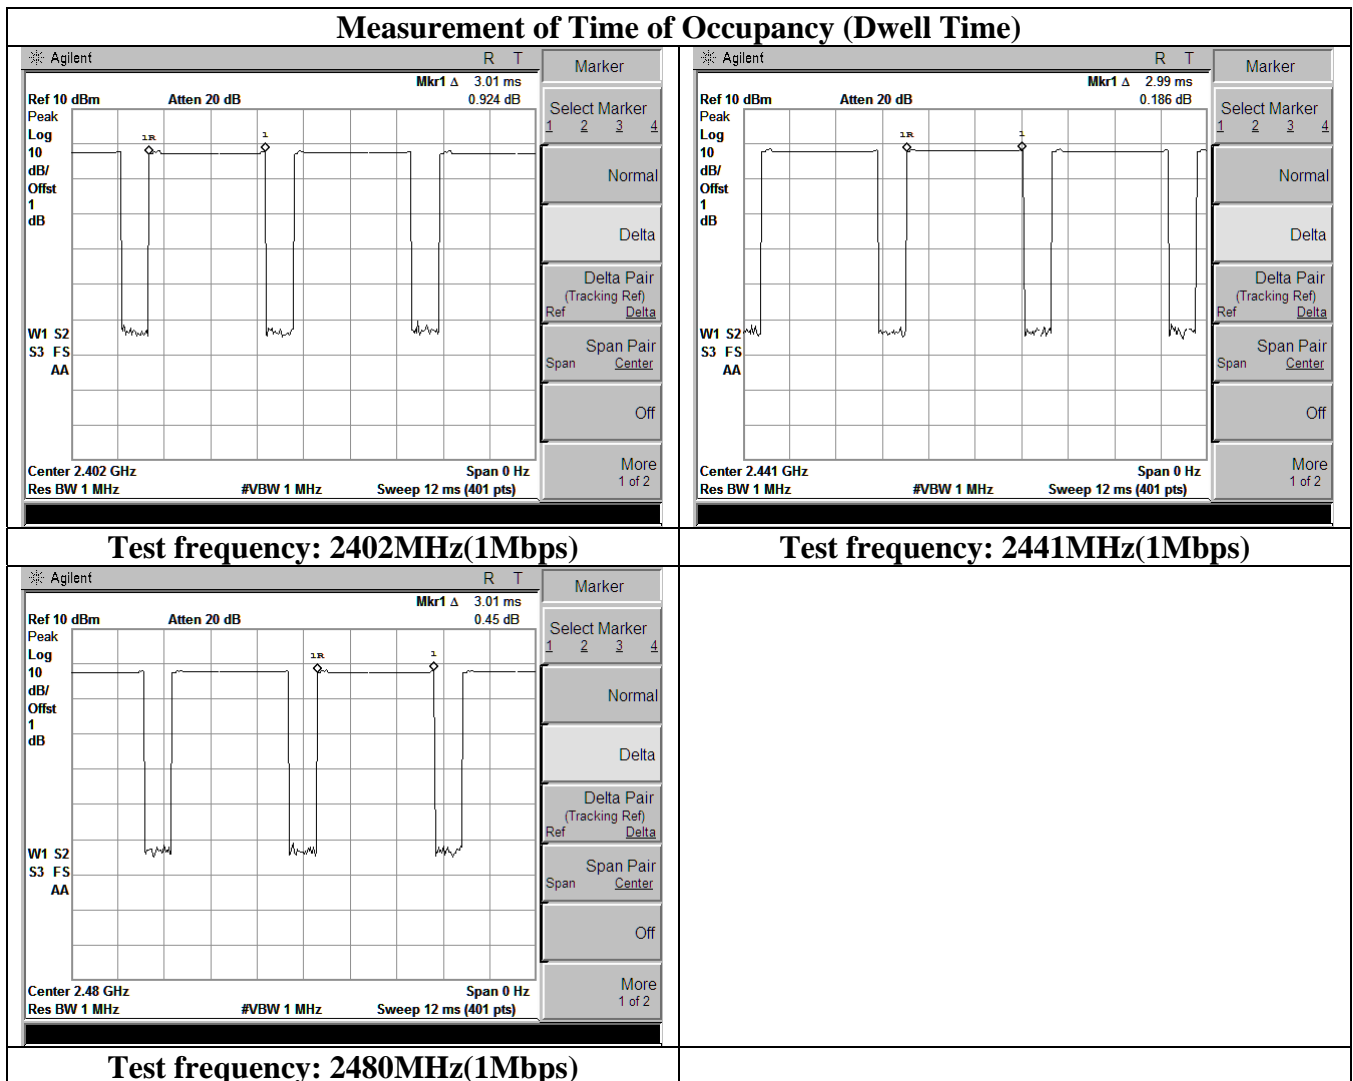 Measurement of Time of Occupancy (Dwell Time)
Agilent R T
Mkr1 Δ 3.01 ms
Ref 10 dBm Atten 20 dB 0.924 dB
Peak
Log
10
dB/
Offst
1
dB
1R
1
W1 S2
S3 FS
AA
Center 2.402 GHz Span 0 Hz
Res BW 1 MHz #VBW 1 MHz Sweep 12 ms (401 pts)
Marker
Select Marker
1 2 3 4
Normal
Delta
Delta Pair
(Tracking Ref)
Ref Delta
Span Pair
Span Center
Off
More
1 of 2
Agilent R T
Mkr1 Δ 2.99 ms
Ref 10 dBm Atten 20 dB 0.186 dB
Peak
Log
10
dB/
Offst
1
dB
1R
1
W1 S2
S3 FS
AA
Center 2.441 GHz Span 0 Hz
Res BW 1 MHz #VBW 1 MHz Sweep 12 ms (401 pts)
Marker
Select Marker
1 2 3 4
Normal
Delta
Delta Pair
(Tracking Ref)
Ref Delta
Span Pair
Span Center
Off
More
1 of 2
Test frequency: 2402MHz(1Mbps)
Test frequency: 2441MHz(1Mbps)
Agilent R T
Mkr1 Δ 3.01 ms
Ref 10 dBm Atten 20 dB 0.45 dB
Peak
Log
10
dB/
Offst
1
dB
1R
1
W1 S2
S3 FS
AA
Center 2.48 GHz Span 0 Hz
Res BW 1 MHz #VBW 1 MHz Sweep 12 ms (401 pts)
Marker
Select Marker
1 2 3 4
Normal
Delta
Delta Pair
(Tracking Ref)
Ref Delta
Span Pair
Span Center
Off
More
1 of 2
Test frequency: 2480MHz(1Mbps)